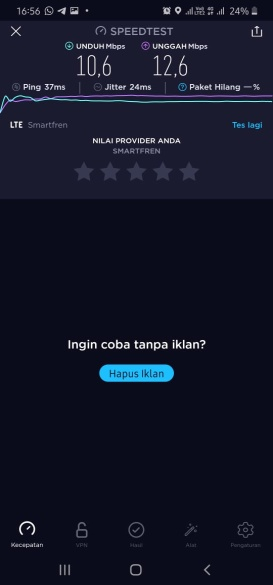 16:56 24%
SPEEDTEST
UNDUH Mbps UNGGAH Mbps
10,6 12,6
Ping 37ms Jitter 24ms Paket Hilang —%
LTE Smartfren Tes lagi
NILAI PROVIDER ANDA
SMARTFREN
Ingin coba tanpa iklan?
Hapus Iklan
Kecepatan VPN Hasil Alat Pengaturan